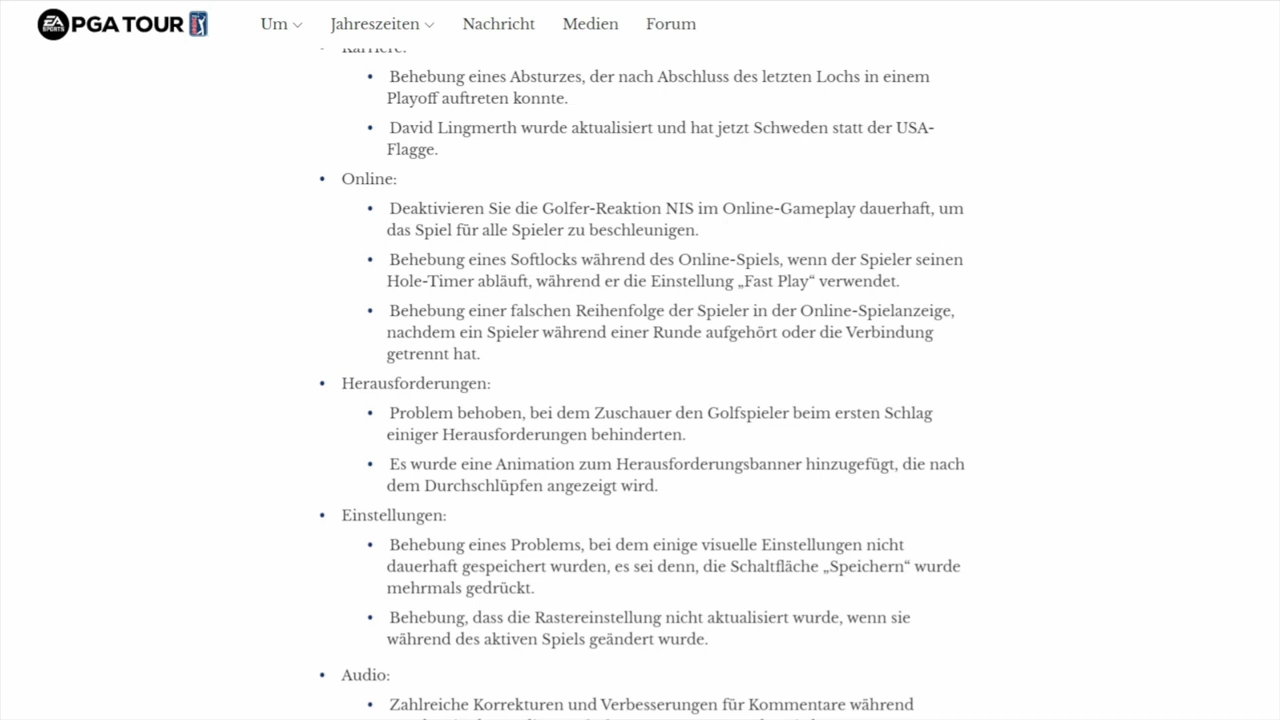 EA SPORTS PGA TOUR Um Jahreszeiten Nachricht Medien Forum
Karriere:
• Behebung eines Absturzes, der nach Abschluss des letzten Lochs in einem
Playoff auftreten konnte.
• David Lingmerth wurde aktualisiert und hat jetzt Schweden statt der USA-
Flagge.
• Online:
• Deaktivieren Sie die Golfer-Reaktion NIS im Online-Gameplay dauerhaft, um
das Spiel für alle Spieler zu beschleunigen.
• Behebung eines Softlocks während des Online-Spiels, wenn der Spieler seinen
Hole-Timer abläuft, während er die Einstellung „Fast Play“ verwendet.
• Behebung einer falschen Reihenfolge der Spieler in der Online-Spielanzeige,
nachdem ein Spieler während einer Runde aufgehört oder die Verbindung
getrennt hat.
• Herausforderungen:
• Problem behoben, bei dem Zuschauer den Golfspieler beim ersten Schlag
einiger Herausforderungen behinderten.
• Es wurde eine Animation zum Herausforderungsbanner hinzugefügt, die nach
dem Durchschlüpfen angezeigt wird.
• Einstellungen:
• Behebung eines Problems, bei dem einige visuelle Einstellungen nicht
dauerhaft gespeichert wurden, es sei denn, die Schaltfläche „Speichern“ wurde
mehrmals gedrückt.
• Behebung, dass die Rastereinstellung nicht aktualisiert wurde, wenn sie
während des aktiven Spiels geändert wurde.
• Audio:
• Zahlreiche Korrekturen und Verbesserungen für Kommentare während